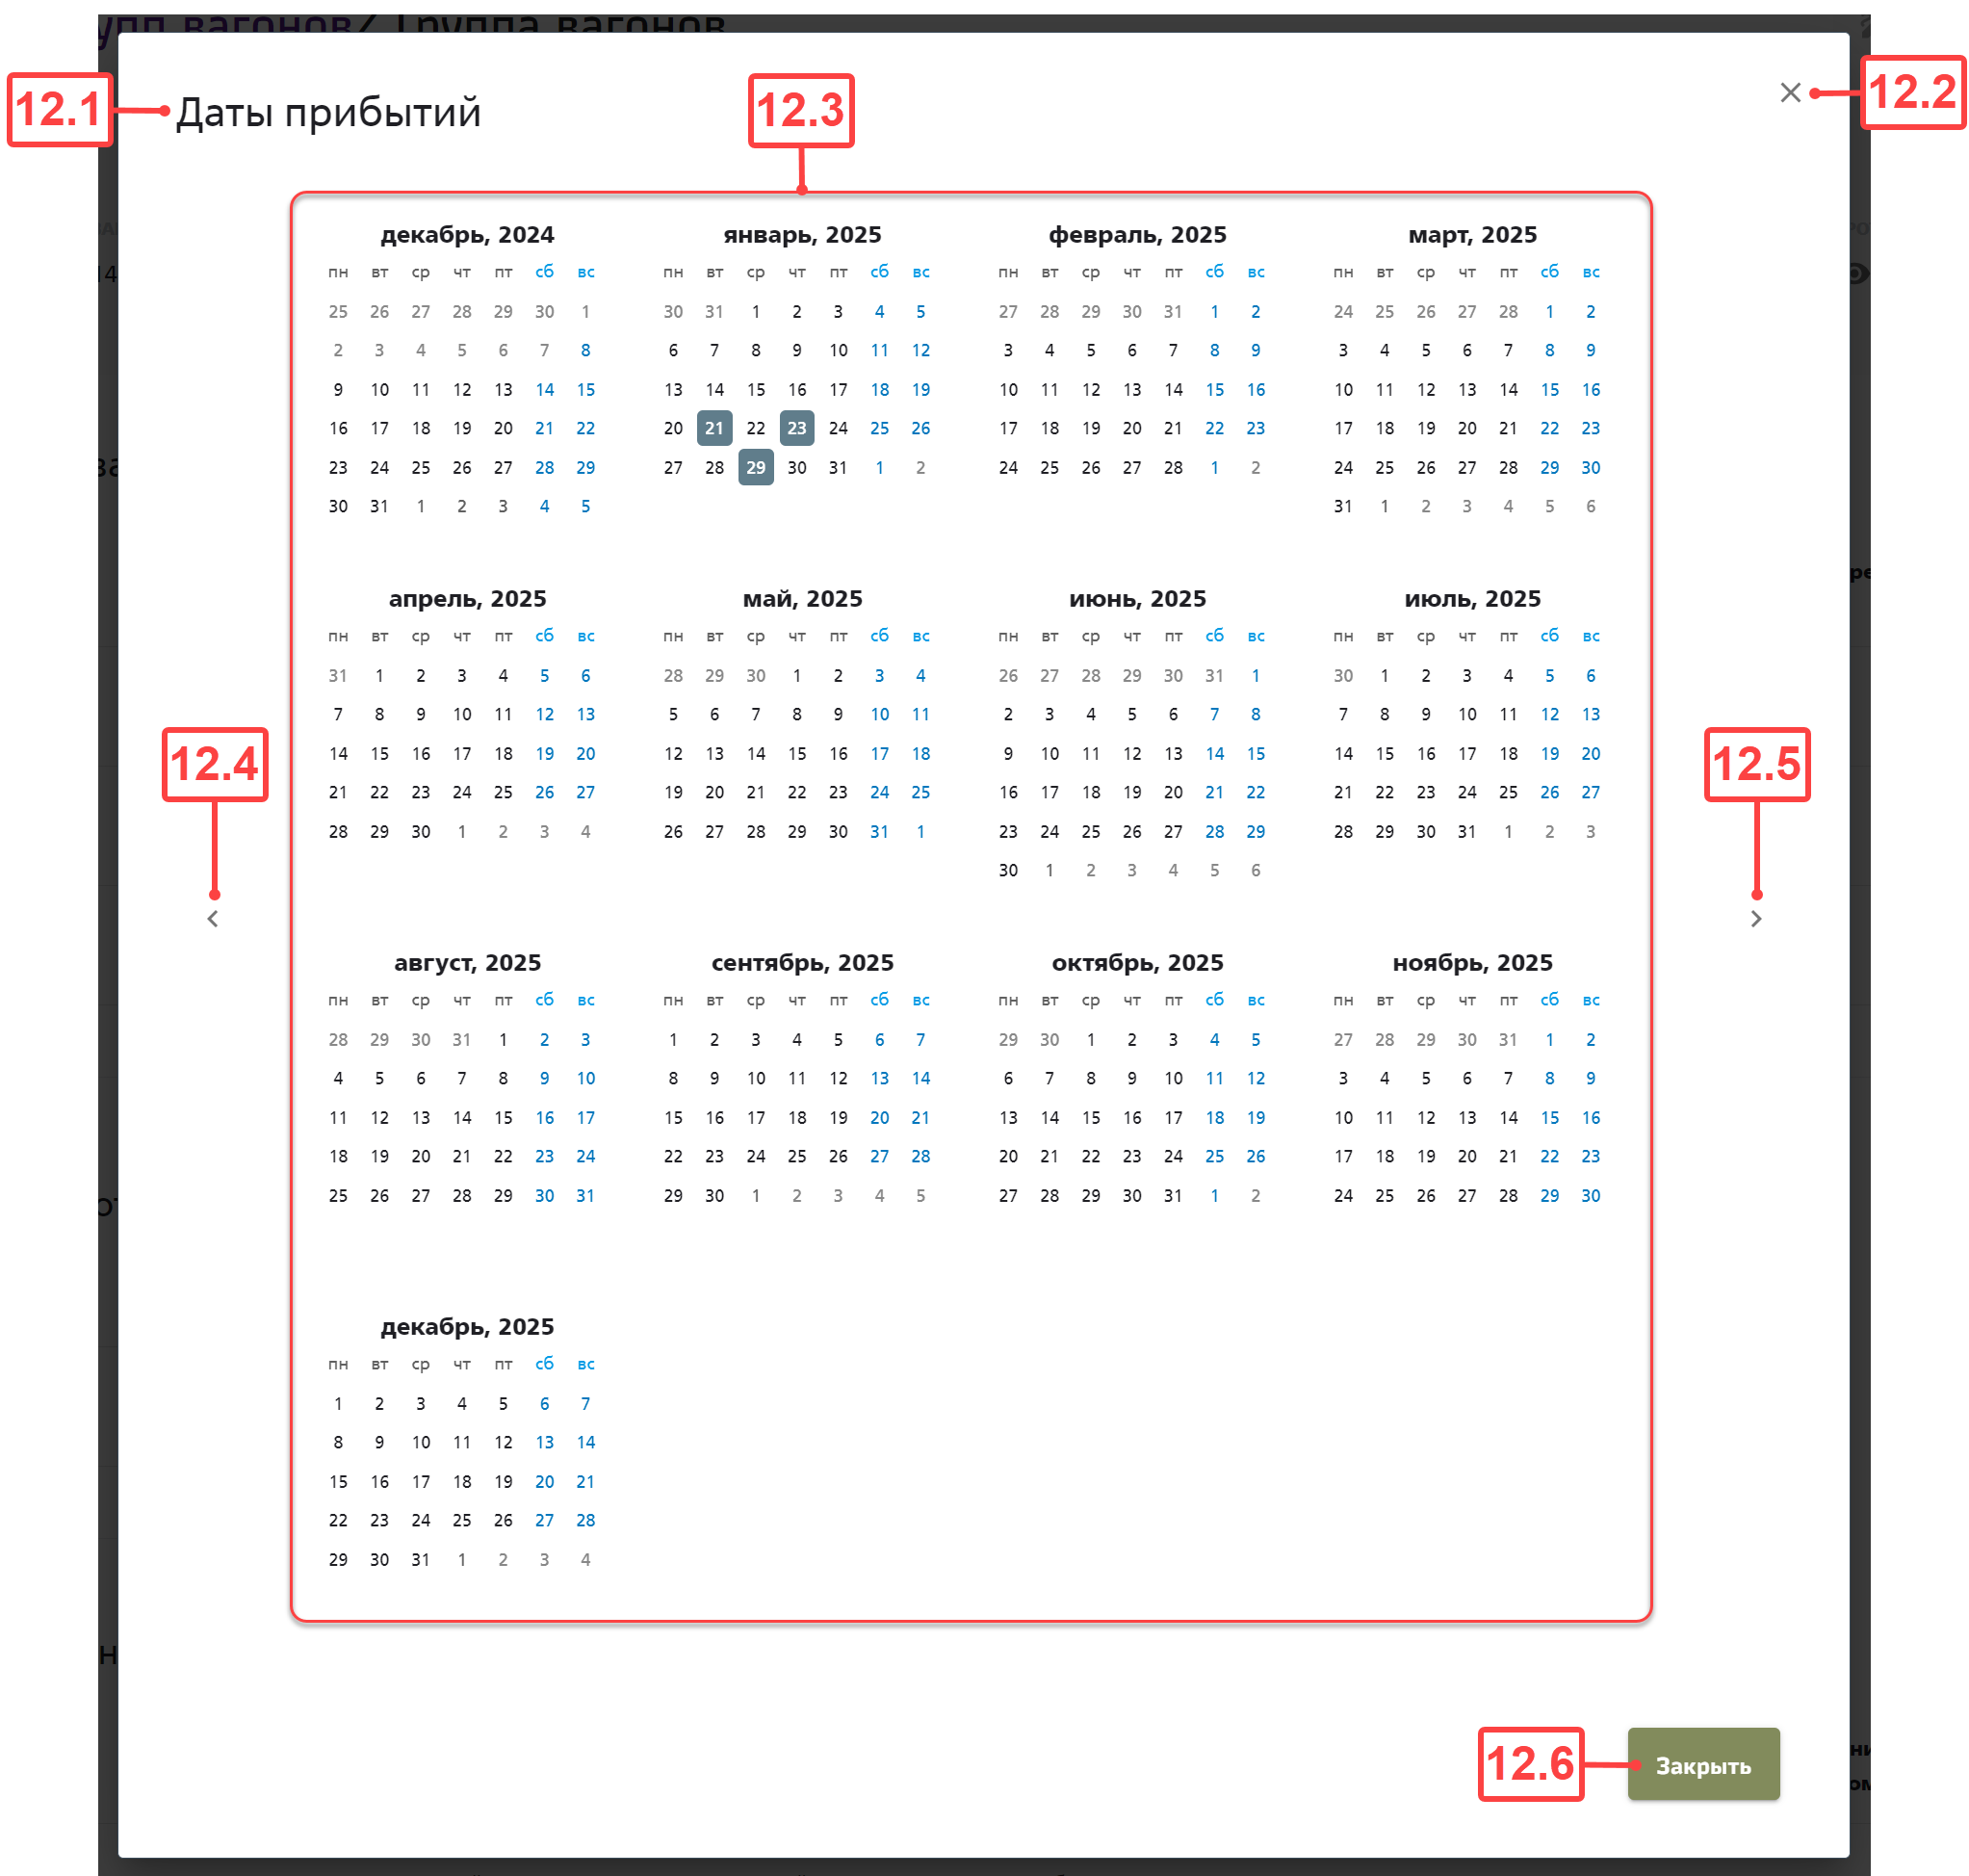 упп вагонов / Группа вагонов
12.1
Даты прибытий
12.3
12.2
декабрь, 2024
пн вт ср чт пт сб вс
25 26 27 28 29 30 1
2 3 4 5 6 7 8
9 10 11 12 13 14 15
16 17 18 19 20 21 22
23 24 25 26 27 28 29
30 31 1 2 3 4 5
январь, 2025
пн вт ср чт пт сб вс
30 31 1 2 3 4 5
6 7 8 9 10 11 12
13 14 15 16 17 18 19
20 21 22 23 24 25 26
27 28 29 30 31 1 2
февраль, 2025
пн вт ср чт пт сб вс
27 28 29 30 31 1 2
3 4 5 6 7 8 9
10 11 12 13 14 15 16
17 18 19 20 21 22 23
24 25 26 27 28 1 2
март, 2025
пн вт ср чт пт сб вс
24 25 26 27 28 1 2
3 4 5 6 7 8 9
10 11 12 13 14 15 16
17 18 19 20 21 22 23
24 25 26 27 28 29 30
31 1 2 3 4 5 6
апрель, 2025
пн вт ср чт пт сб вс
31 1 2 3 4 5 6
7 8 9 10 11 12 13
14 15 16 17 18 19 20
21 22 23 24 25 26 27
28 29 30 1 2 3 4
май, 2025
пн вт ср чт пт сб вс
28 29 30 1 2 3 4
5 6 7 8 9 10 11
12 13 14 15 16 17 18
19 20 21 22 23 24 25
26 27 28 29 30 31 1
июнь, 2025
пн вт ср чт пт сб вс
26 27 28 29 30 31 1
2 3 4 5 6 7 8
9 10 11 12 13 14 15
16 17 18 19 20 21 22
23 24 25 26 27 28 29
30 1 2 3 4 5 6
июль, 2025
пн вт ср чт пт сб вс
30 1 2 3 4 5 6
7 8 9 10 11 12 13
14 15 16 17 18 19 20
21 22 23 24 25 26 27
28 29 30 31 1 2 3
12.4
12.5
август, 2025
пн вт ср чт пт сб вс
28 29 30 31 1 2 3
4 5 6 7 8 9 10
11 12 13 14 15 16 17
18 19 20 21 22 23 24
25 26 27 28 29 30 31
сентябрь, 2025
пн вт ср чт пт сб вс
1 2 3 4 5 6 7
8 9 10 11 12 13 14
15 16 17 18 19 20 21
22 23 24 25 26 27 28
29 30 1 2 3 4 5
октябрь, 2025
пн вт ср чт пт сб вс
29 30 1 2 3 4 5
6 7 8 9 10 11 12
13 14 15 16 17 18 19
20 21 22 23 24 25 26
27 28 29 30 31 1 2
ноябрь, 2025
пн вт ср чт пт сб вс
27 28 29 30 31 1 2
3 4 5 6 7 8 9
10 11 12 13 14 15 16
17 18 19 20 21 22 23
24 25 26 27 28 29 30
декабрь, 2025
пн вт ср чт пт сб вс
1 2 3 4 5 6 7
8 9 10 11 12 13 14
15 16 17 18 19 20 21
22 23 24 25 26 27 28
29 30 31 1 2 3 4
12.6
Закрыть